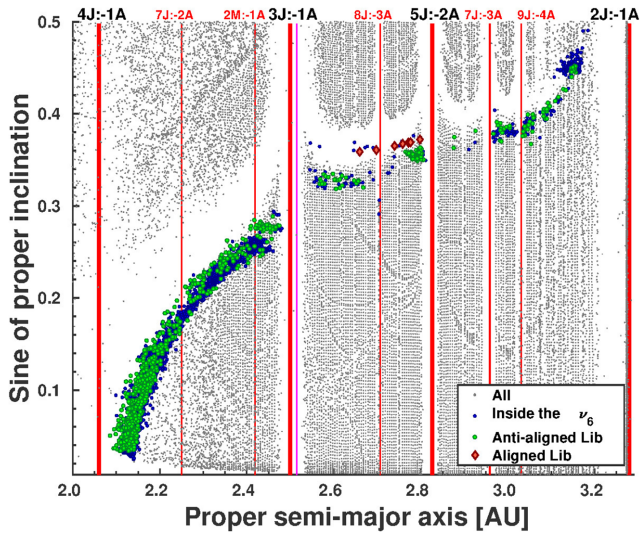 4J:-1A 7J:-2A 2M:-1A 3J:-1A 8J:-3A 5J:-2A 7J:-3A 9J:-4A 2J:-1A
0.5
0.4
0.3
0.2
0.1
Sine of proper inclination
All
Inside the ν6
Anti-aligned Lib
Aligned Lib
2.0 2.2 2.4 2.6 2.8 3.0 3.2
Proper semi-major axis [AU]